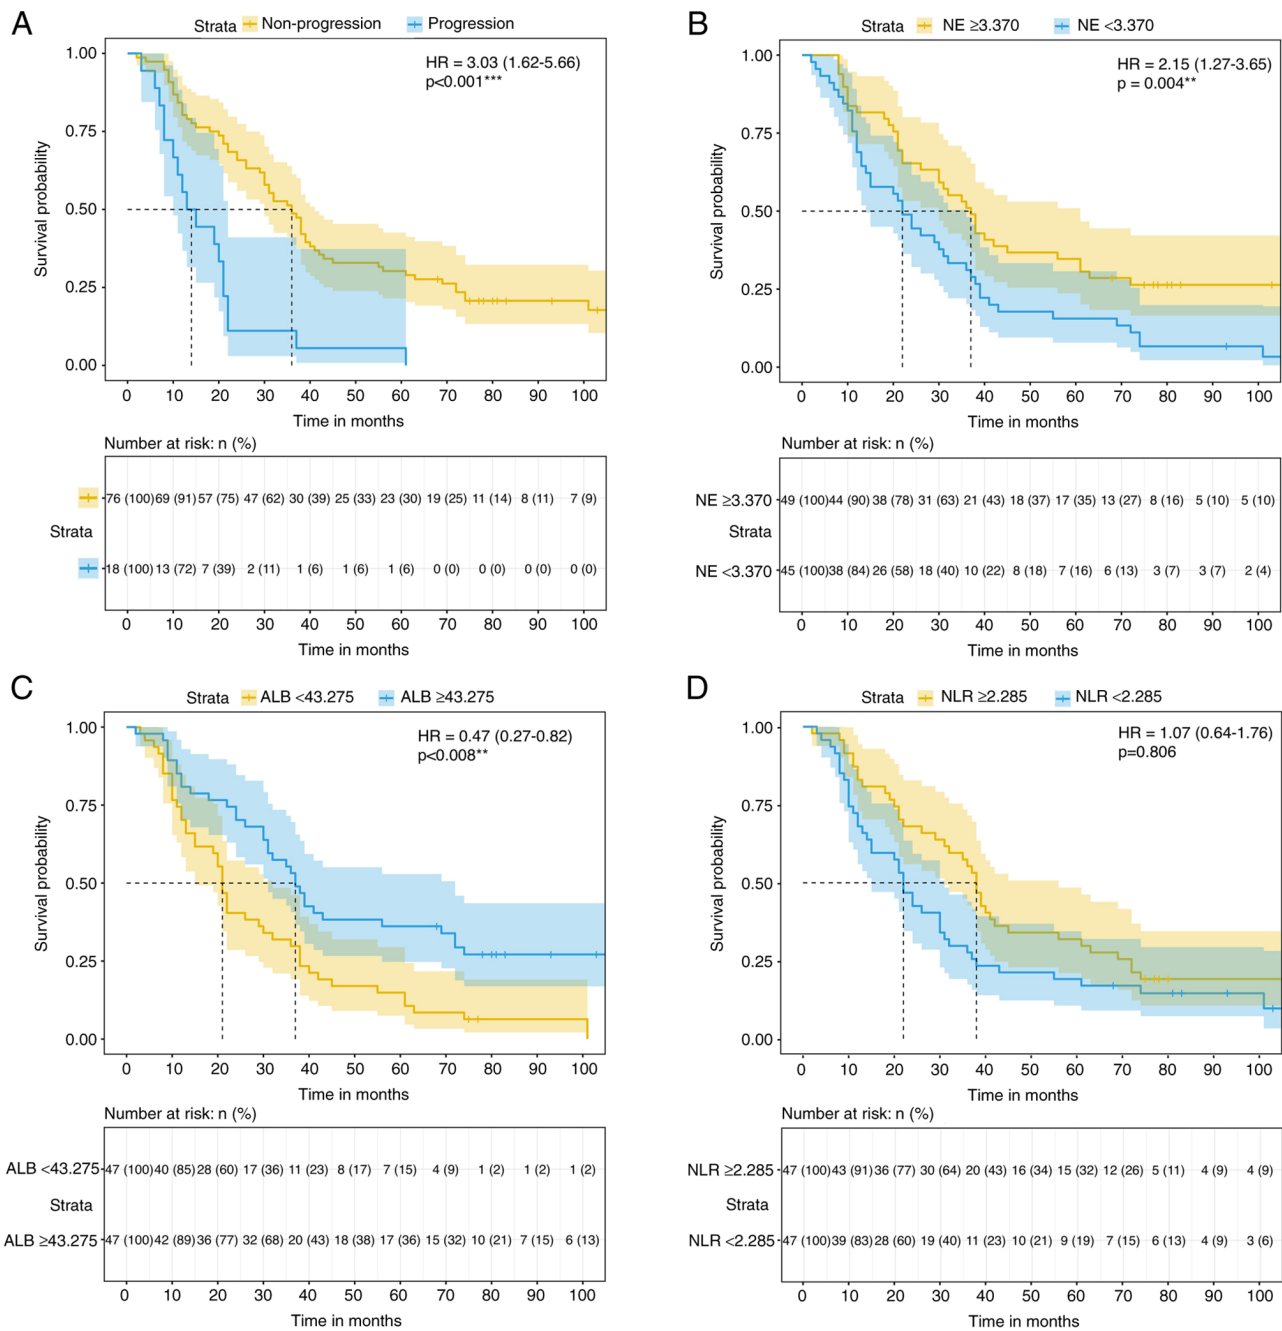 A
Strata Non-progression Progression
1.00
0.75
0.50
0.25
0.00
Survival probability
HR = 3.03 (1.62-5.66)
p<0.001***
0 10 20 30 40 50 60 70 80 90 100
Time in months
Number at risk: n (%)
76 (100) 69 (91) 57 (75) 47 (62) 30 (39) 25 (33) 23 (30) 19 (25) 11 (14) 8 (11) 7 (9)
Strata
18 (100) 13 (72) 7 (39) 2 (11) 1 (6) 1 (6) 1 (6) 0 (0) 0 (0) 0 (0) 0 (0)
0 10 20 30 40 50 60 70 80 90 100
Time in months
B
Strata NE ≥3.370 NE <3.370
1.00
0.75
0.50
0.25
0.00
Survival probability
HR = 2.15 (1.27-3.65)
p = 0.004**
0 10 20 30 40 50 60 70 80 90 100
Time in months
Number at risk: n (%)
NE ≥3.370 49 (100) 44 (90) 38 (78) 31 (63) 21 (43) 18 (37) 17 (35) 13 (27) 8 (16) 5 (10) 5 (10)
Strata
NE <3.370 45 (100) 38 (84) 26 (58) 18 (40) 10 (22) 8 (18) 7 (16) 6 (13) 3 (7) 3 (7) 2 (4)
0 10 20 30 40 50 60 70 80 90 100
Time in months
C
Strata ALB <43.275 ALB ≥43.275
1.00
0.75
0.50
0.25
0.00
Survival probability
HR = 0.47 (0.27-0.82)
p<0.008**
0 10 20 30 40 50 60 70 80 90 100
Time in months
Number at risk: n (%)
ALB <43.275 47 (100) 40 (85) 28 (60) 17 (36) 11 (23) 8 (17) 7 (15) 4 (9) 1 (2) 1 (2) 1 (2)
Strata
ALB ≥43.275 47 (100) 42 (89) 36 (77) 32 (68) 20 (43) 18 (38) 17 (36) 15 (32) 10 (21) 7 (15) 6 (13)
0 10 20 30 40 50 60 70 80 90 100
Time in months
D
Strata NLR ≥2.285 NLR <2.285
1.00
0.75
0.50
0.25
0.00
Survival probability
HR = 1.07 (0.64-1.76)
p=0.806
0 10 20 30 40 50 60 70 80 90 100
Time in months
Number at risk: n (%)
NLR ≥2.285 47 (100) 43 (91) 36 (77) 30 (64) 20 (43) 16 (34) 15 (32) 12 (26) 5 (11) 4 (9) 4 (9)
Strata
NLR <2.285 47 (100) 39 (83) 28 (60) 19 (40) 11 (23) 10 (21) 9 (19) 7 (15) 6 (13) 4 (9) 3 (6)
0 10 20 30 40 50 60 70 80 90 100
Time in months